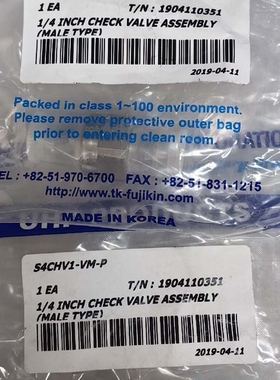 1 EA T/N : 1904110351
1/4 INCH CHECK VALVE ASSEMBLY
(MALE TYPE)
2019-04-11
Packed in class 1~100 environment.
Please remove protective outer bag
prior to entering clean room.
TEL : +82-51-970-6700 FAX : +82-51-831-1215
http://www.tk-fujikin.com
MADE IN KOREA
S4CHV1-VM-P
1 EA T/N : 1904110351
1/4 INCH CHECK VALVE ASSEMBLY
(MALE TYPE)
2019-04-11